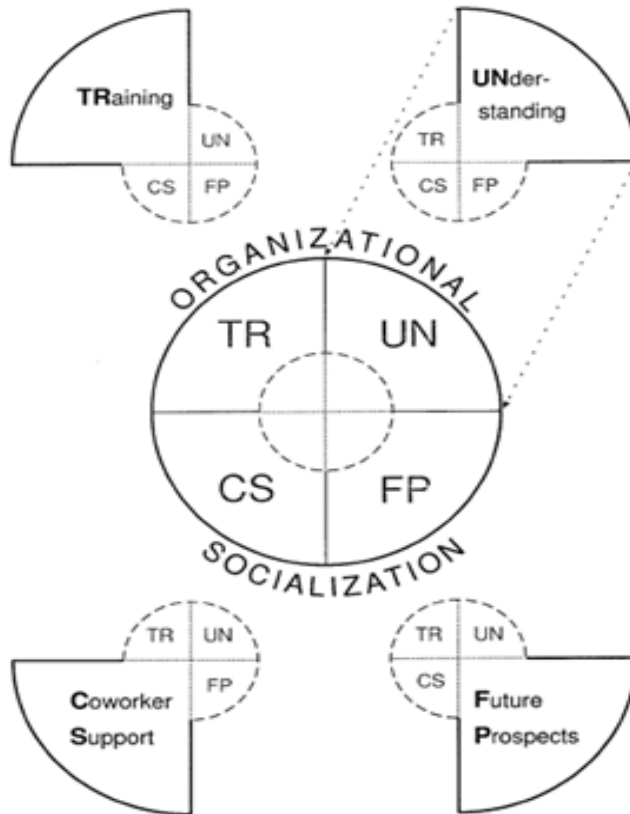 TRaining
UN
CS FP
UNder-
standing
TR
CS FP
ORGANIZATIONAL
TR UN
CS FP
SOCIALIZATION
TR UN
FP
Coworker
Support
TR UN
CS
Future
Prospects